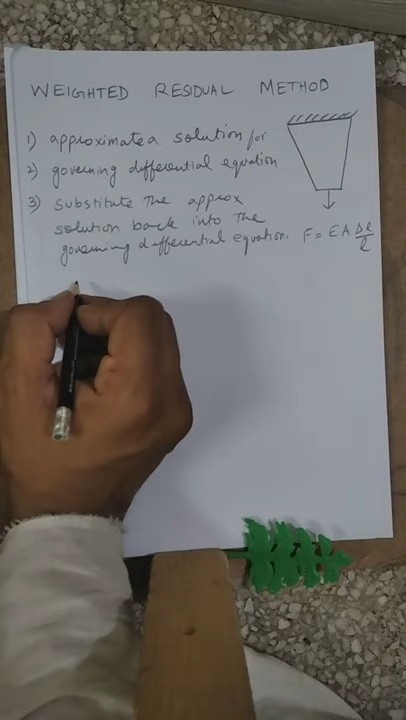 WEIGHTED RESIDUAL METHOD
1) approximate a solution for
2) governing differential equation
3) substitute the approx
solution back into the
governing differential equation.
F = EA Δl/l